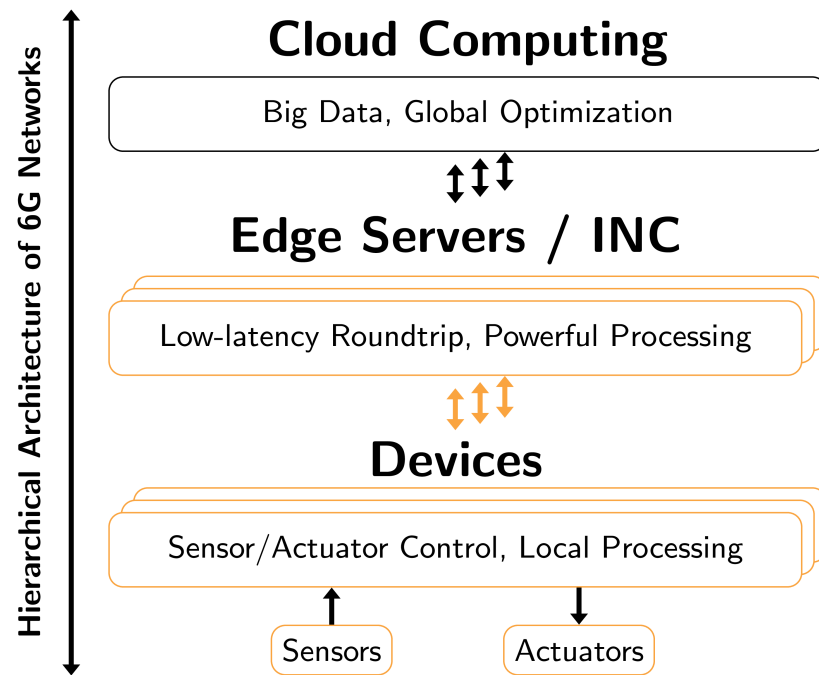 Hierarchical Architecture of 6G Networks
Cloud Computing
Big Data, Global Optimization
Edge Servers / INC
Low-latency Roundtrip, Powerful Processing
Devices
Sensor/Actuator Control, Local Processing
Sensors
Actuators